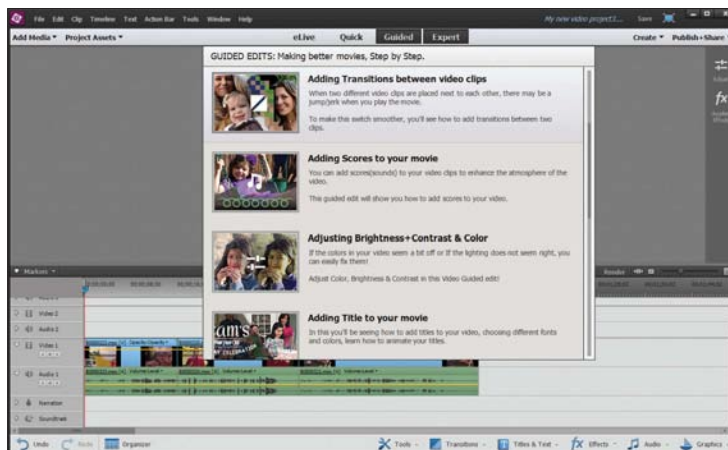 File Edit Clip Timeline Text Action Bar Tools Window Help My new video project3.... Save
Add Media Project Assets eLive Quick Guided Expert Create Publish+Share
GUIDED EDITS: Making better movies, Step by Step.
Adding Transitions between video clips
When two different video clips are placed next to each other, there may be a
jump/jerk when you play the movie.
To make this switch smoother, you'll see how to add transitions between two
clips.
fx
Adding Scores to your movie
You can add scores(sounds) to your video clips to enhance the atmosphere of the
video.
This guided edit will show you how to add scores to your video.
Adjusting Brightness+Contrast & Color
If the colors in your video seem a bit off or if the lighting does not seem right, you
can easily fix them!
Adjust Color, Brightness & Contrast in this Video Guided edit!
Markers Render
Adding Title to your movie
In this you'll be seeing how to add titles to your video, choosing different fonts
and colors, learn how to animate your titles.
Video 2
Audio 2
Video 1
Audio 1
Narration
Soundtrack
Undo Redo Organizer Tools Transitions Titles & Text fx Effects Audio Graphics